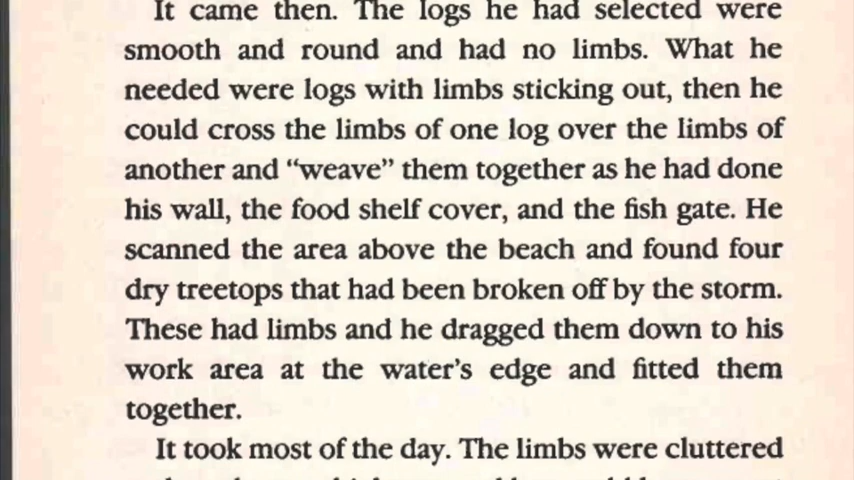 It came then. The logs he had selected were
smooth and round and had no limbs. What he
needed were logs with limbs sticking out, then he
could cross the limbs of one log over the limbs of
another and “weave” them together as he had done
his wall, the food shelf cover, and the fish gate. He
scanned the area above the beach and found four
dry treetops that had been broken off by the storm.
These had limbs and he dragged them down to his
work area at the water’s edge and fitted them
together.
It took most of the day. The limbs were cluttered